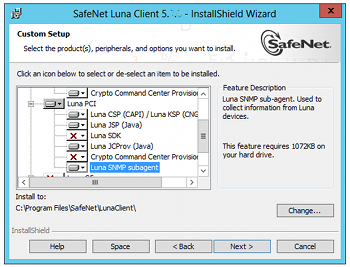 SafeNet Luna Client 5. - InstallShield Wizard
Custom Setup
Select the product(s), peripherals, and options you want to install.
SafeNet
Click an icon below to select or de-select an item to be installed.
Crypto Command Center Provision
Luna PCI
Luna CSP (CAPI) / Luna KSP (CNG
Luna JSP (Java)
Luna SDK
Luna JCProv (Java)
Crypto Command Center Provision
Luna SNMP subagent
Feature Description
Luna SNMP sub-agent. Used to
collect information from Luna
devices.
This feature requires 1072KB on
your hard drive.
Install to:
C:\Program Files\SafeNet\LunaClient\
Change...
InstallShield
Help
Space
< Back
Next >
Cancel